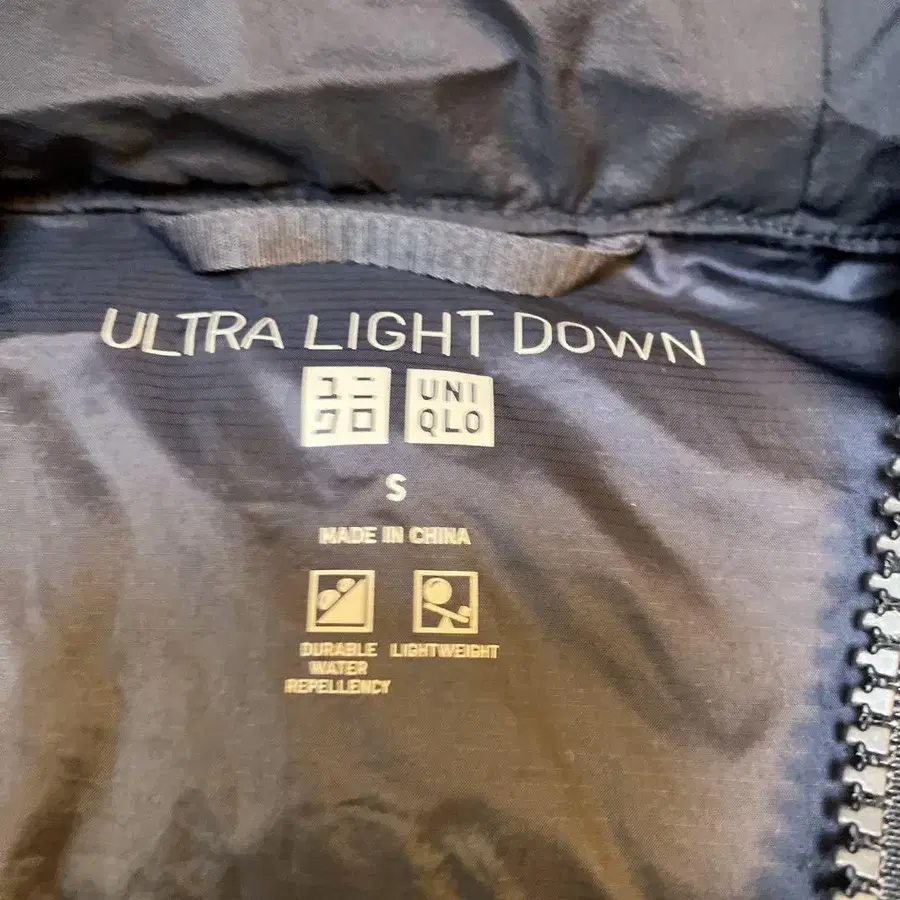 ULTRA LIGHT DOWN
ユニ UNI
クロ QLO
S
MADE IN CHINA
DURABLE LIGHTWEIGHT
WATER
REPELLENCY